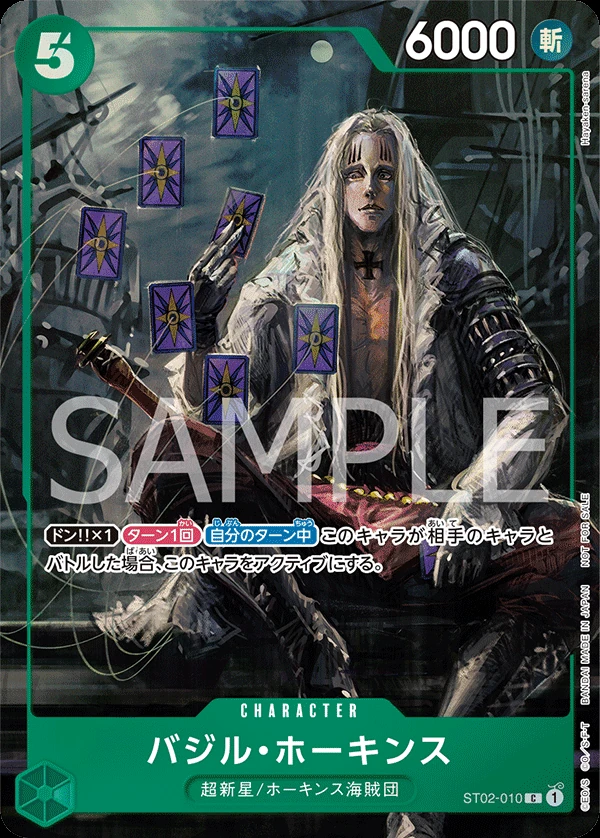 5
6000
斬
Hayaken-sarena
SAMPLE
ドン!!×1 ターン1回 自分のターン中 このキャラが相手のキャラと
バトルした場合、このキャラをアクティブにする。
NOT FOR SALE
BANDAI MADE IN JAPAN
©EO/S ©O/S·F·T
CHARACTER
バジル・ホーキンス
超新星/ホーキンス海賊団
ST02-010 C 1